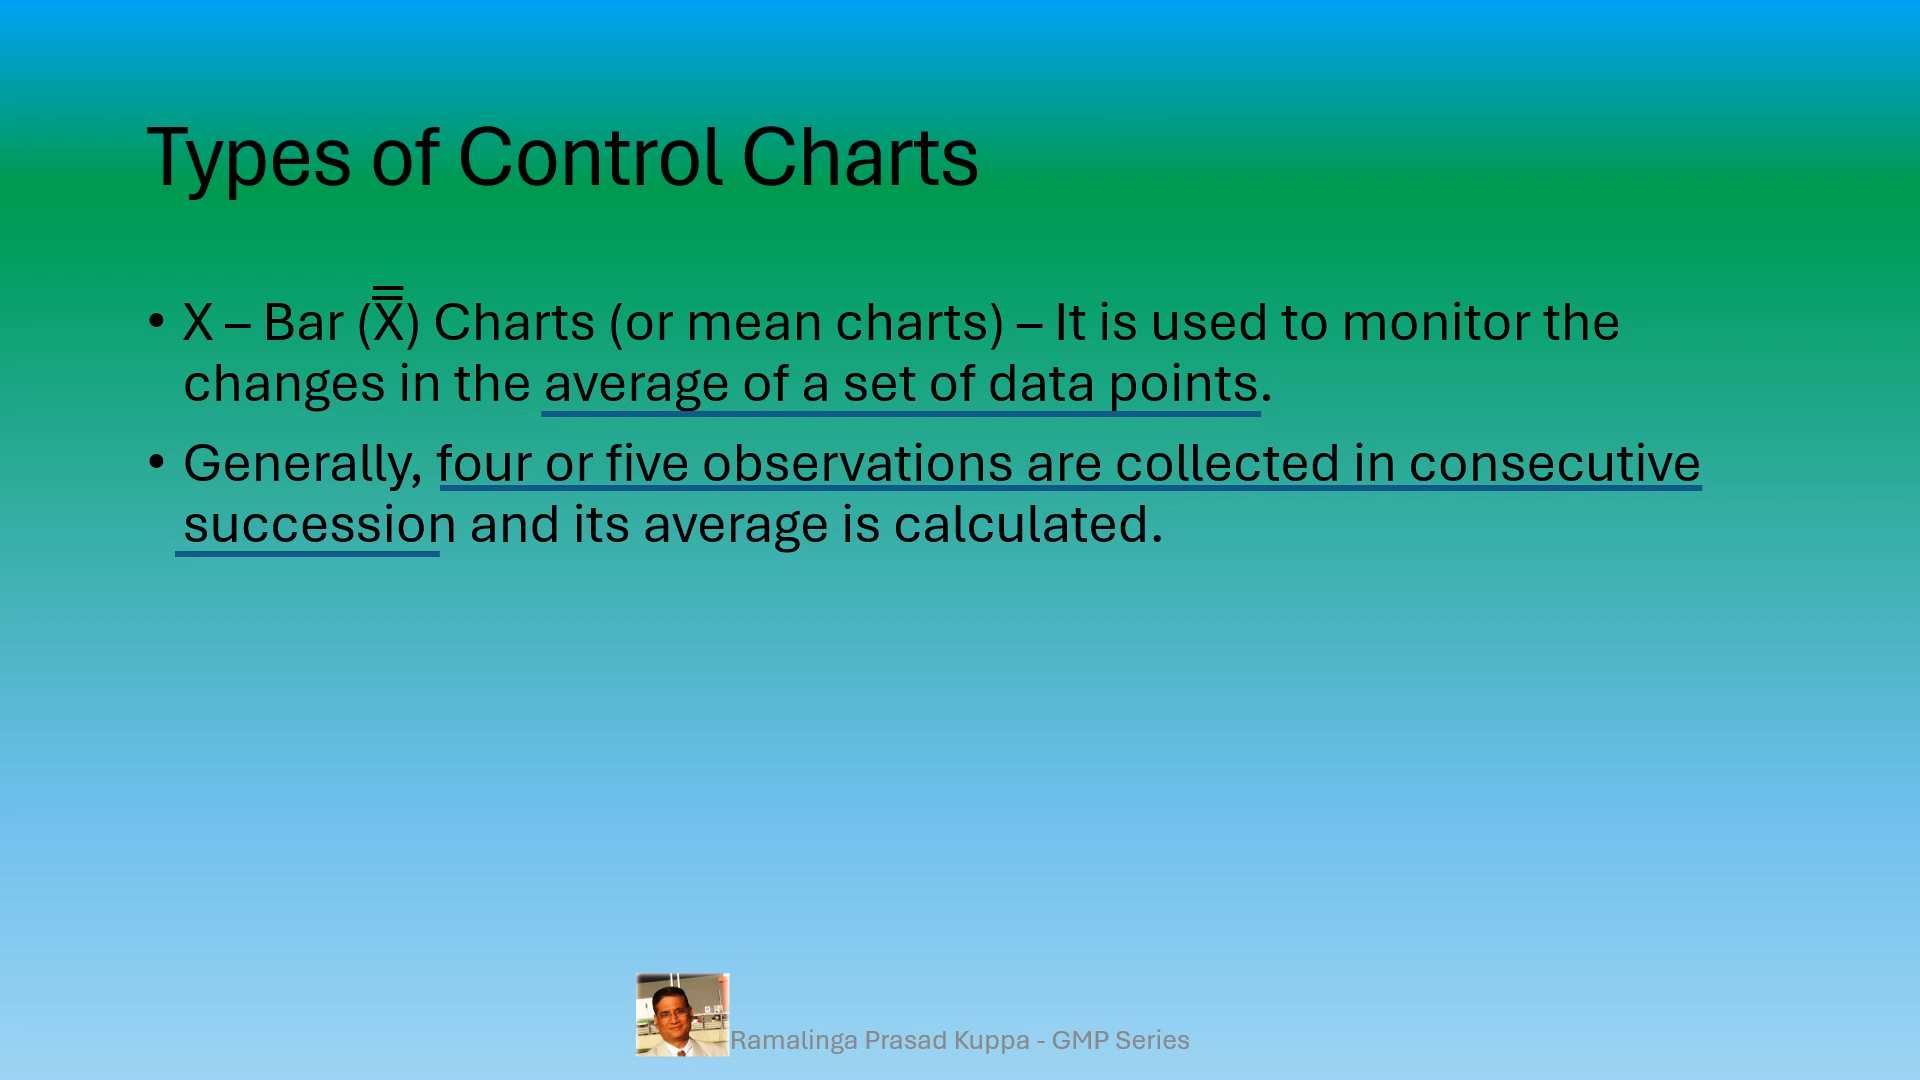 Types of Control Charts
• X – Bar (X̿) Charts (or mean charts) – It is used to monitor the
changes in the average of a set of data points.
• Generally, four or five observations are collected in consecutive
succession and its average is calculated.
Ramalinga Prasad Kuppa - GMP Series